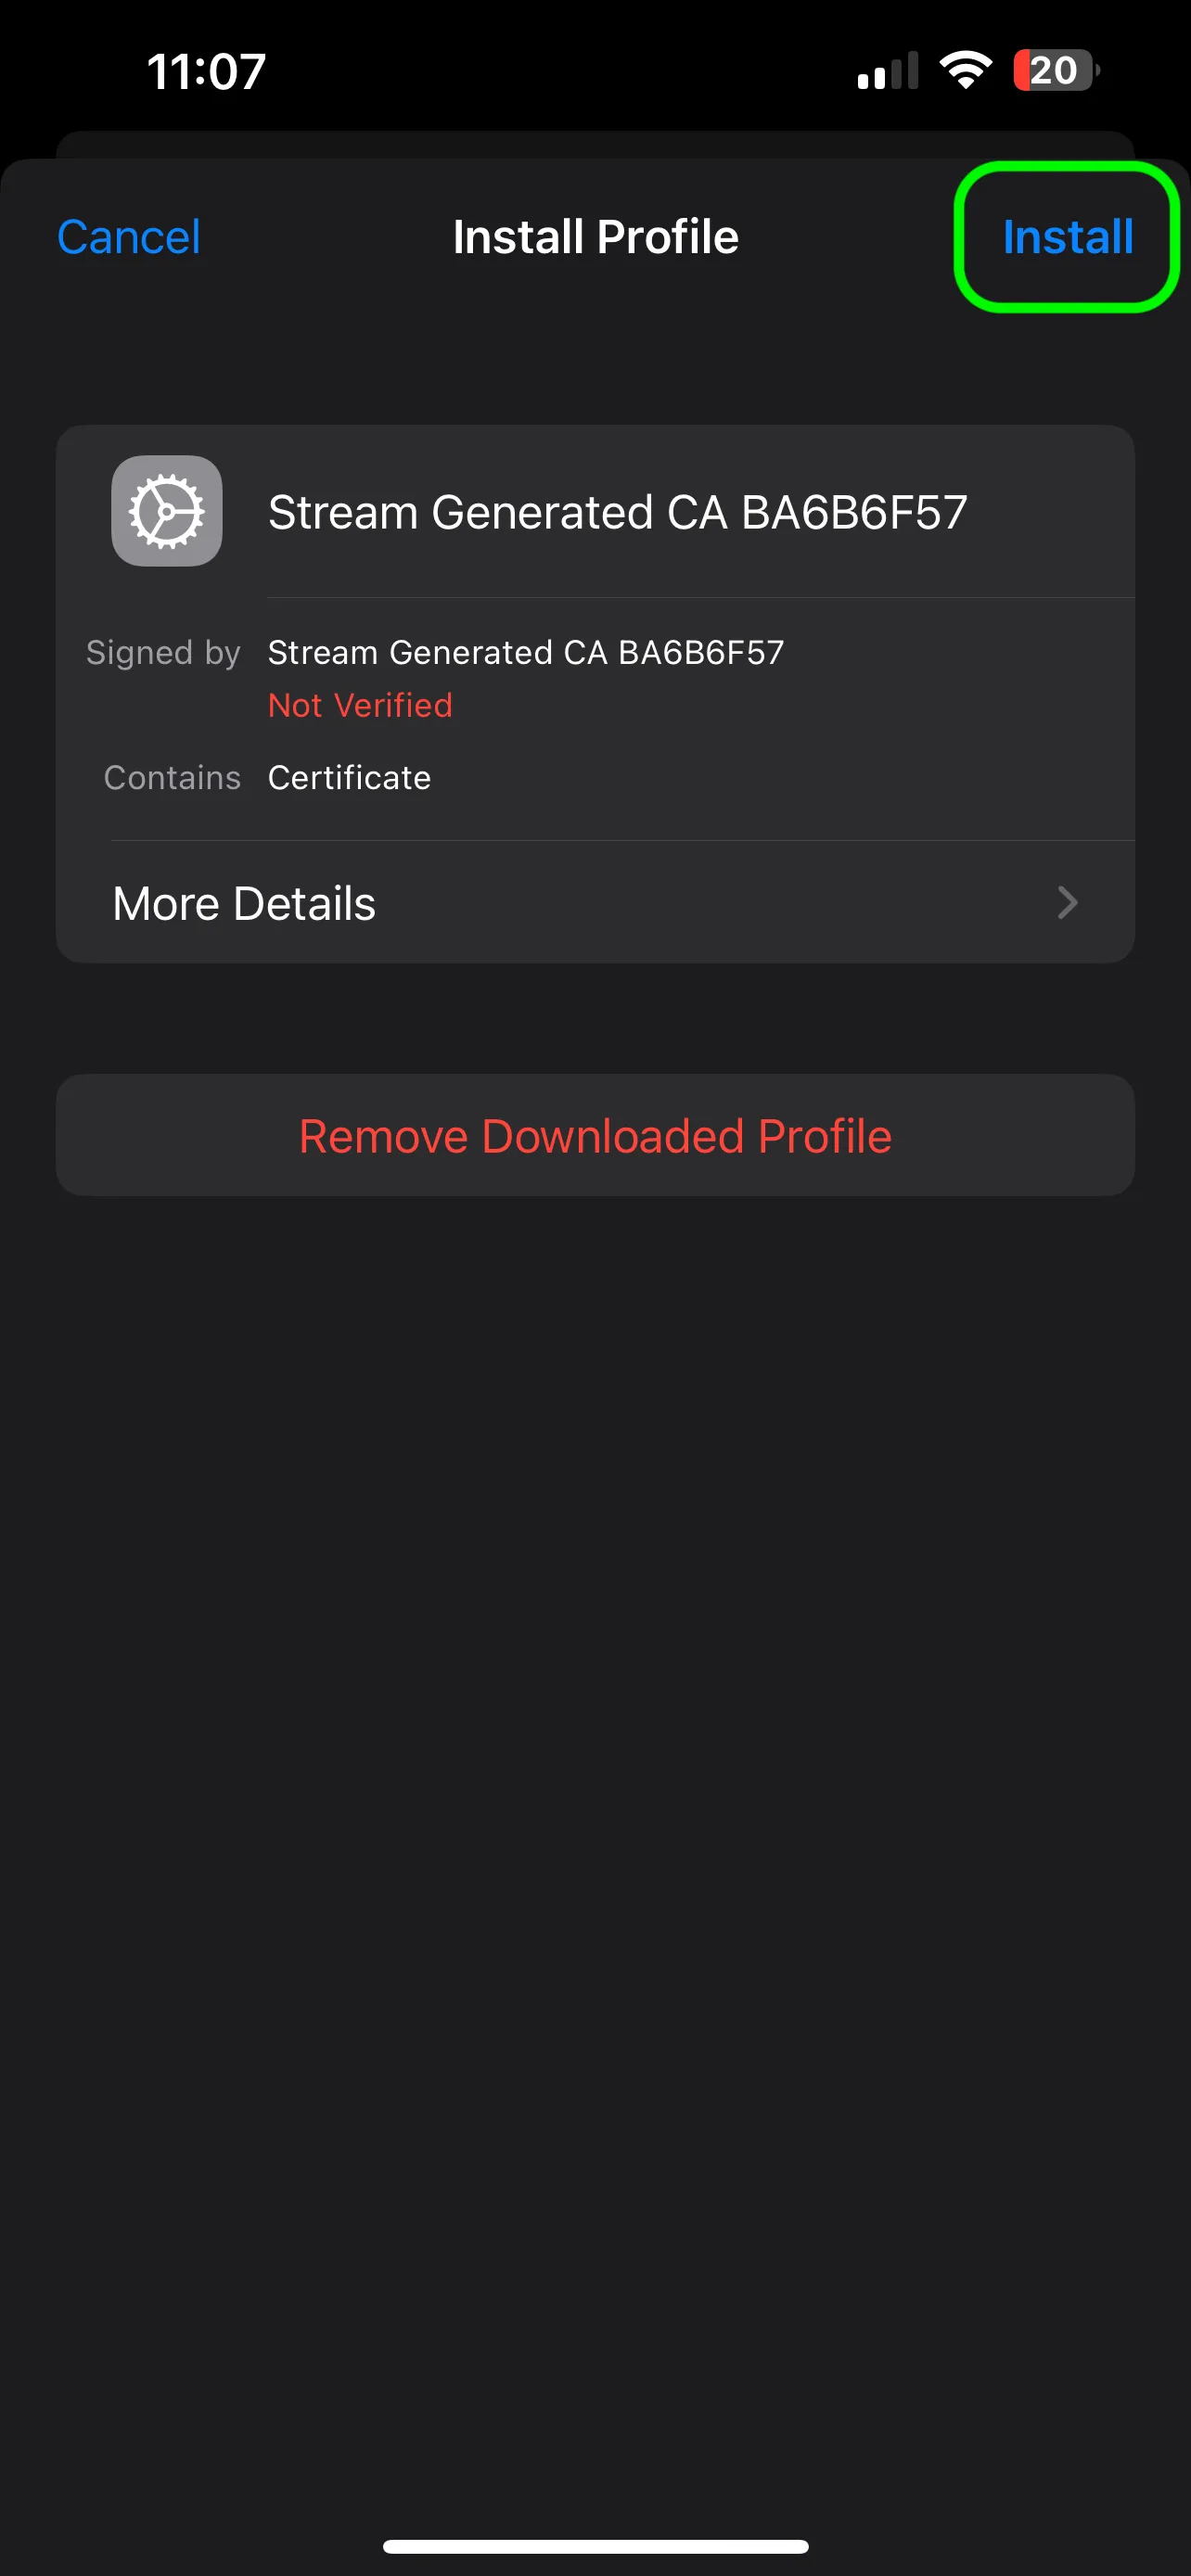 11:07
20
Cancel
Install Profile
Install
Stream Generated CA BA6B6F57
Signed by
Stream Generated CA BA6B6F57
Not Verified
Contains
Certificate
More Details
Remove Downloaded Profile